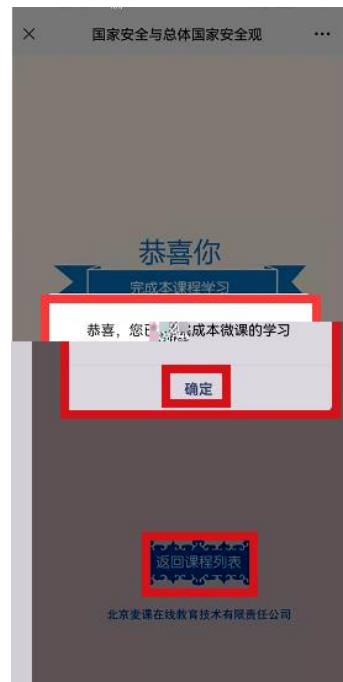 国家安全与总体国家安全观
恭喜你
完成本课程学习
恭喜，您已成本微课的学习
确定
返回课程列表
北京麦课在线教育技术有限责任公司